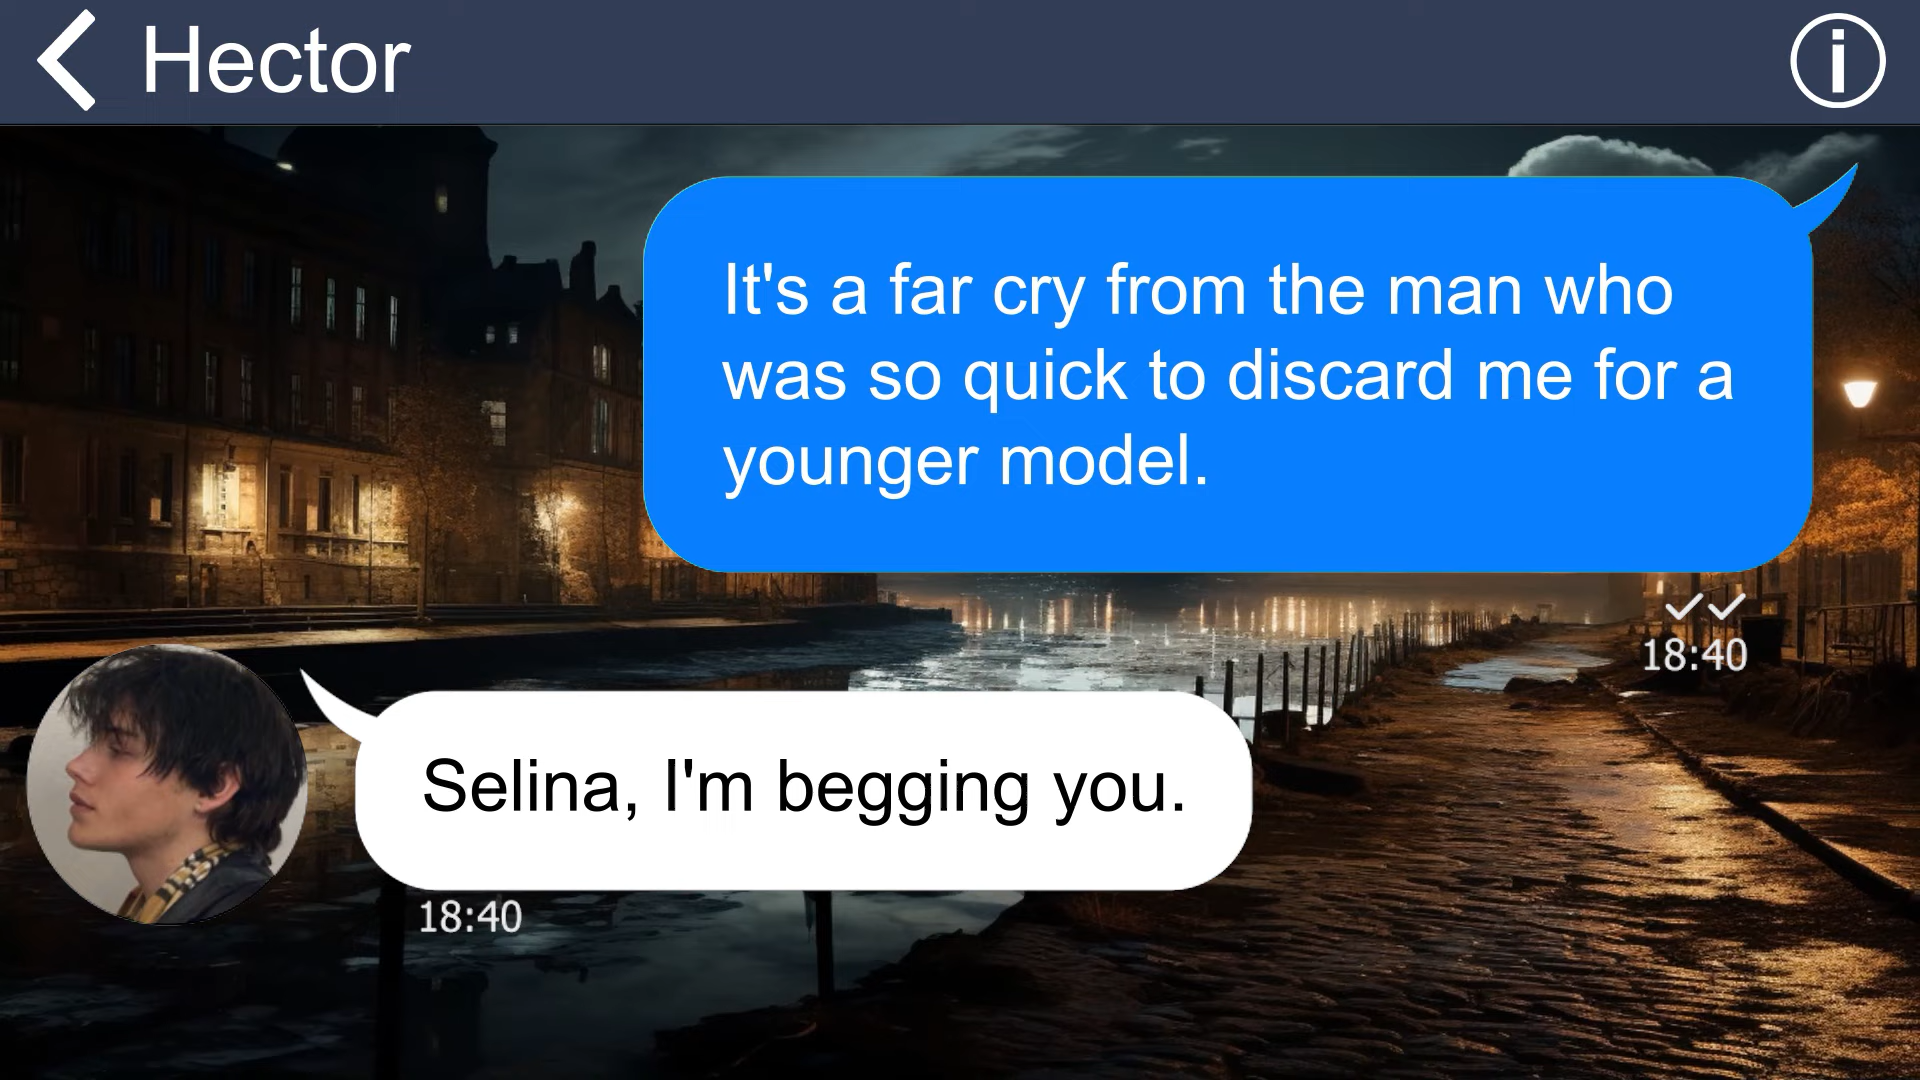 Hector
It's a far cry from the man who
was so quick to discard me for a
younger model.
18:40
Selina, I'm begging you.
18:40